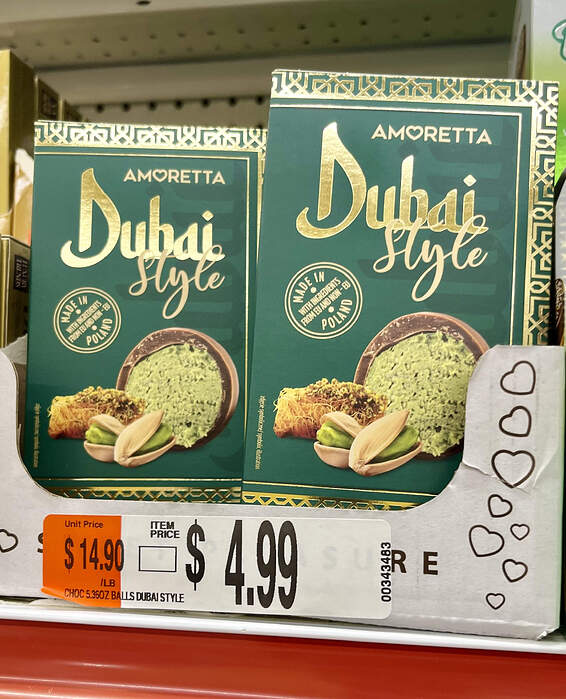 AMORETTA
Dubai
Style
MADE IN
WITH INGREDIENTS
FROM EU AND NON-EU
POLAND
AMORETTA
Dubai
Style
MADE IN
WITH INGREDIENTS
FROM EU AND NON-EU
POLAND
Unit Price
$14.90
/LB
ITEM
PRICE
$ 4.99
CHOC 5.36OZ BALLS DUBAI STYLE
00343483
S
SURE